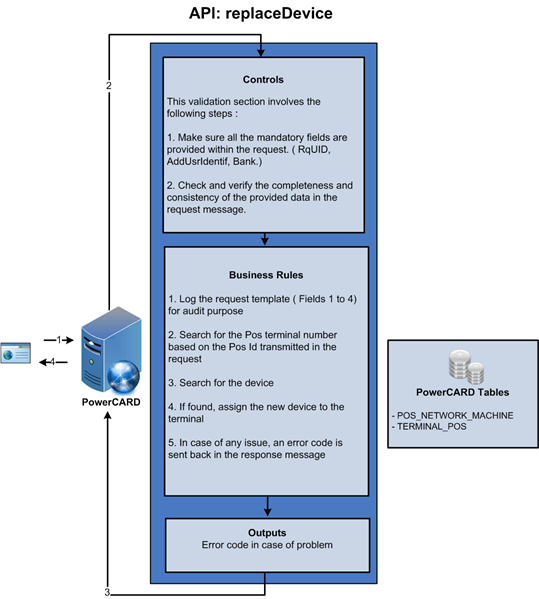 API: replaceDevice
2
Controls
This validation section involves the
following steps :
1. Make sure all the mandatory fields are
provided within the request. ( RqUID,
AddUsrIdentif, Bank.)
2. Check and verify the completeness and
consistency of the provided data in the
request message.
Business Rules
1. Log the request template ( Fields 1 to 4)
for audit purpose
2. Search for the Pos terminal number
based on the Pos Id transmitted in the
request
3. Search for the device
4. If found, assign the new device to the
terminal
5. In case of any issue, an error code is
sent back in the response message
1
4
PowerCARD
PowerCARD Tables
- POS_NETWORK_MACHINE
- TERMINAL_POS
Outputs
Error code in case of problem
3